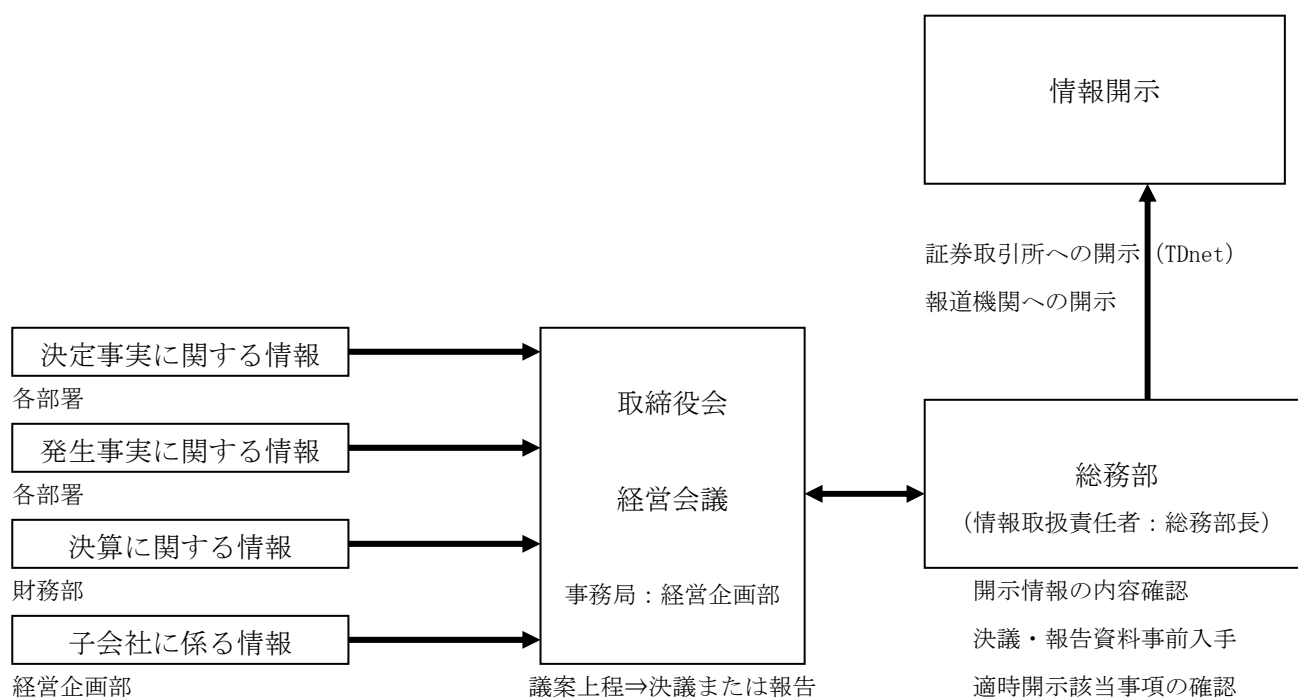 情報開示
証券取引所への開示（TDnet）
報道機関への開示
決定事実に関する情報
各部署
発生事実に関する情報
各部署
決算に関する情報
財務部
子会社に係る情報
経営企画部
取締役会
経営会議
事務局：経営企画部
議案上程⇒決議または報告
総務部
（情報取扱責任者：総務部長）
開示情報の内容確認
決議・報告資料事前入手
適時開示該当事項の確認